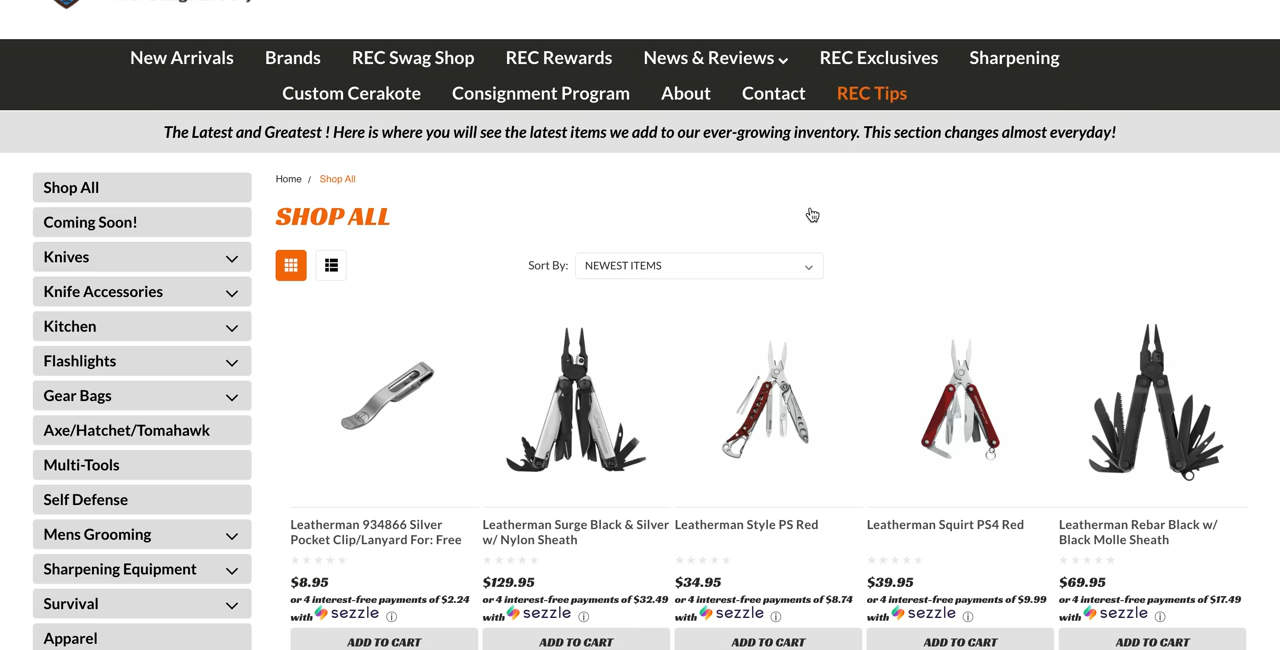 New Arrivals Brands REC Swag Shop REC Rewards News & Reviews REC Exclusives Sharpening
Custom Cerakote Consignment Program About Contact REC Tips
The Latest and Greatest ! Here is where you will see the latest items we add to our ever-growing inventory. This section changes almost everyday!
Shop All
Coming Soon!
Knives
Knife Accessories
Kitchen
Flashlights
Gear Bags
Axe/Hatchet/Tomahawk
Multi-Tools
Self Defense
Mens Grooming
Sharpening Equipment
Survival
Apparel
Home / Shop All
SHOP ALL
Sort By: NEWEST ITEMS
Leatherman 934866 Silver
Pocket Clip/Lanyard For: Free
$8.95
or 4 interest-free payments of $2.24
with sezzle
ADD TO CART
Leatherman Surge Black & Silver
w/ Nylon Sheath
$129.95
or 4 interest-free payments of $32.49
with sezzle
ADD TO CART
Leatherman Style PS Red
$34.95
or 4 interest-free payments of $8.74
with sezzle
ADD TO CART
Leatherman Squirt PS4 Red
$39.95
or 4 interest-free payments of $9.99
with sezzle
ADD TO CART
Leatherman Rebar Black w/
Black Molle Sheath
$69.95
or 4 interest-free payments of $17.49
with sezzle
ADD TO CART